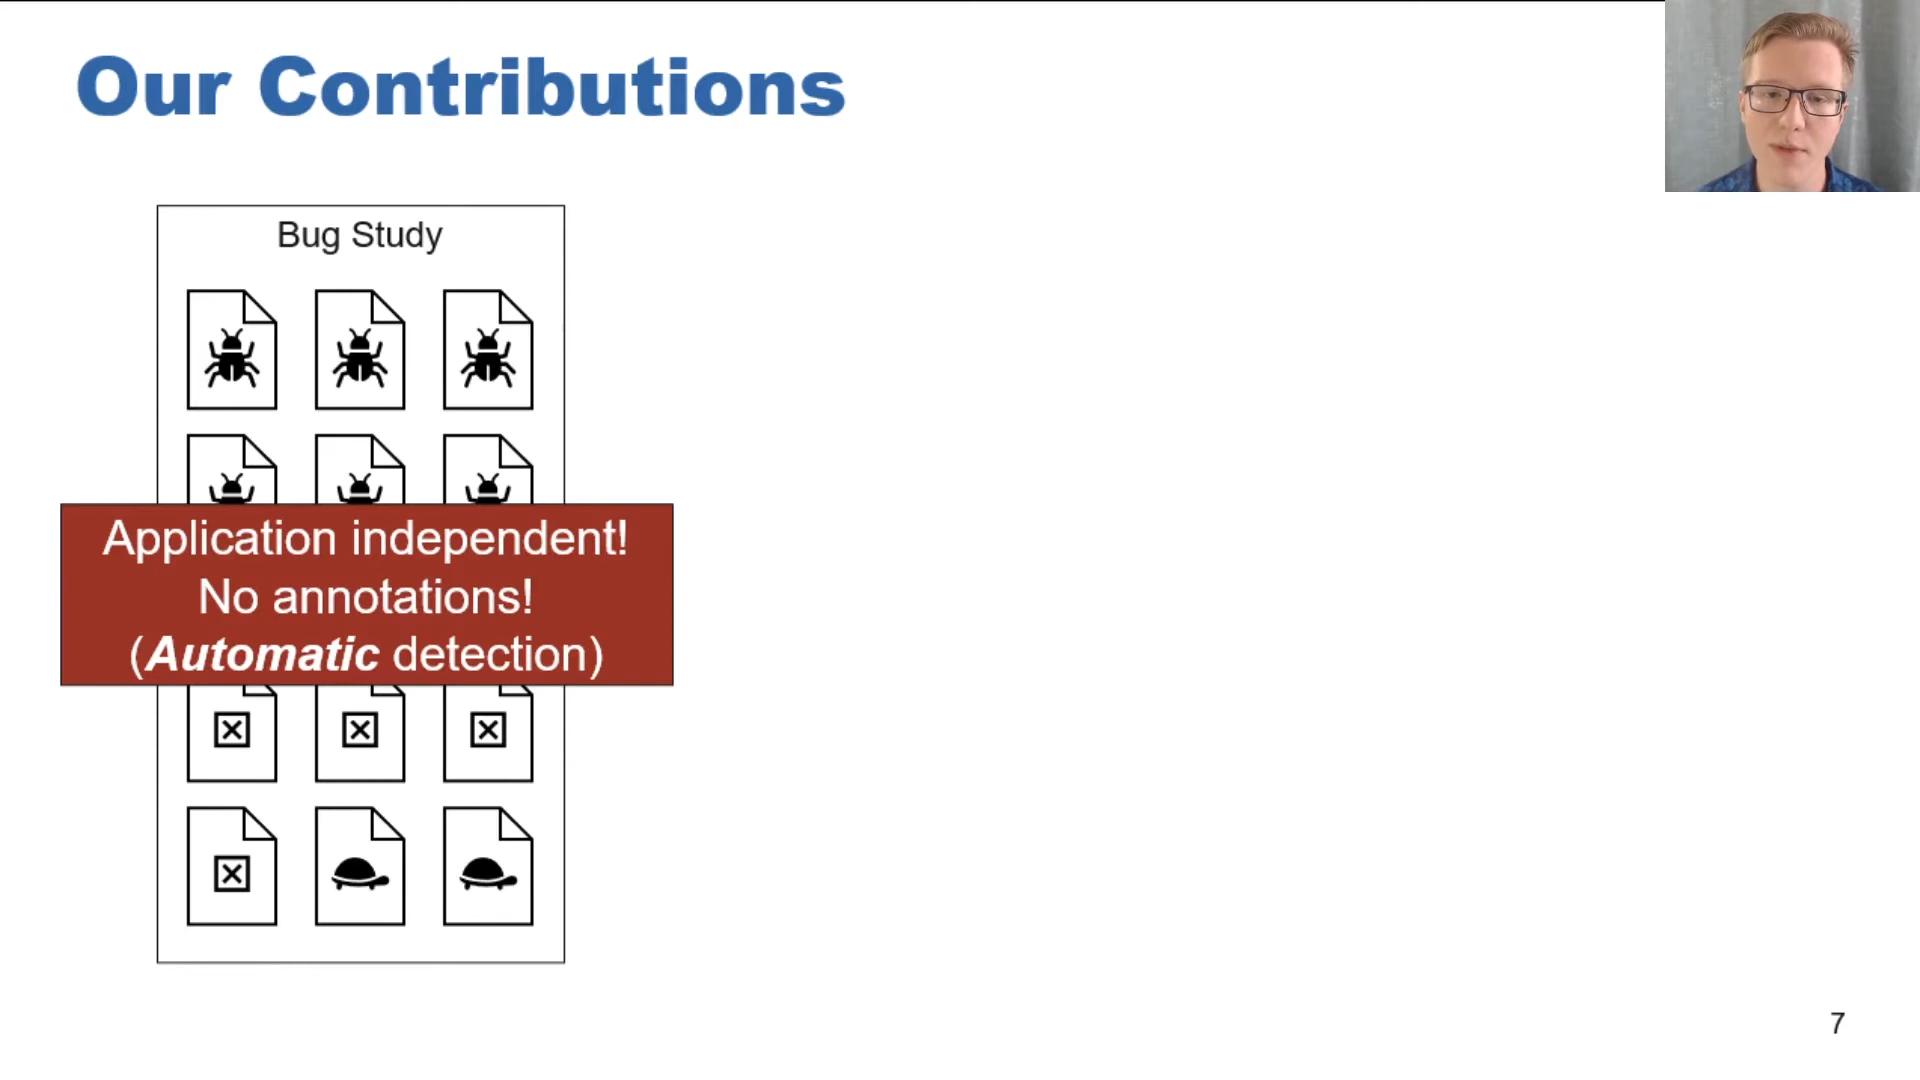 Our Contributions
Bug Study
Application independent!
No annotations!
(Automatic detection)
7